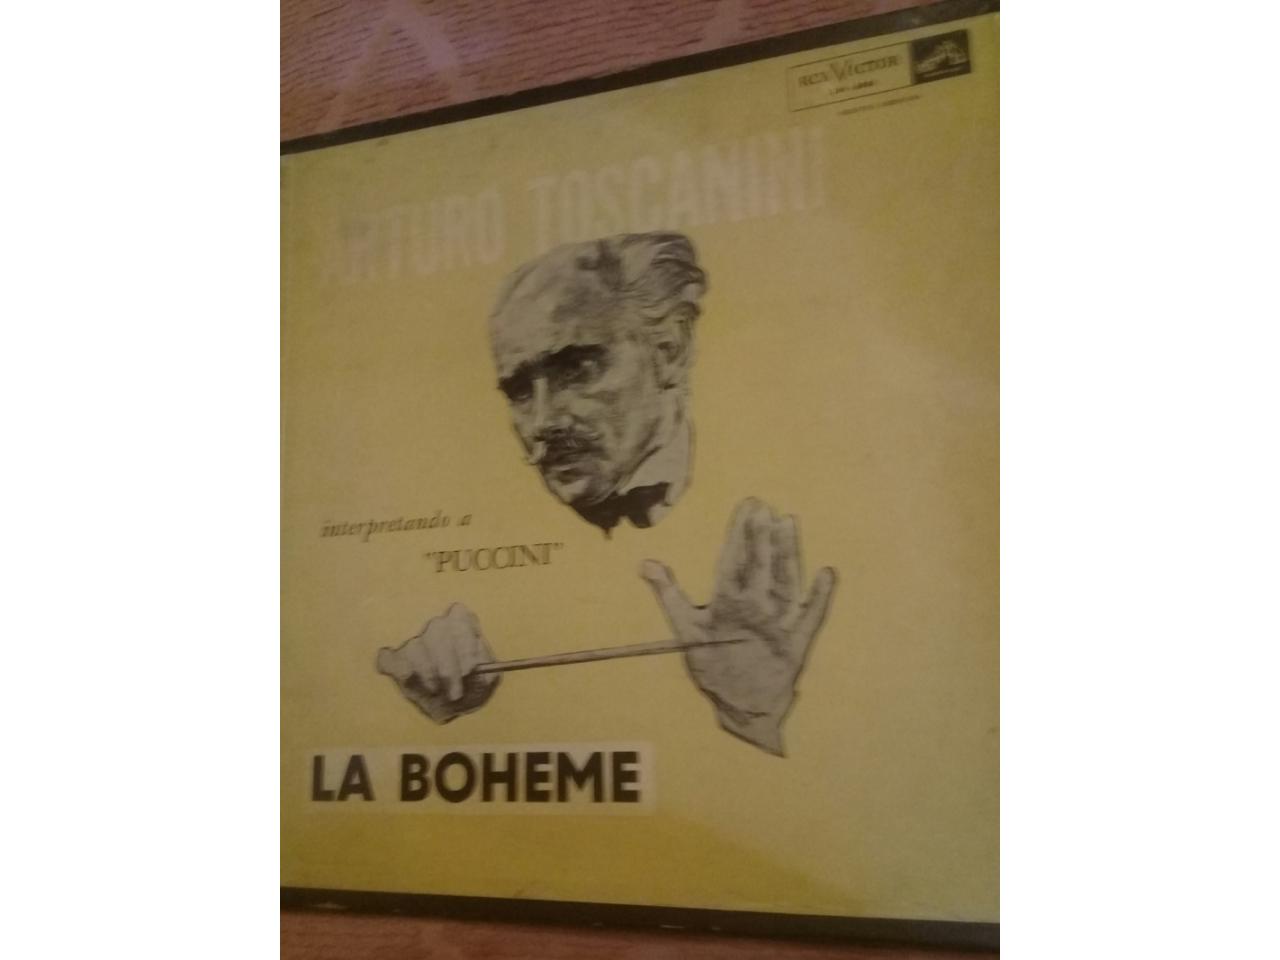 RCA VICTOR
ARTURO TOSCANINI
interpretando a
"PUCCINI"
LA BOHEME